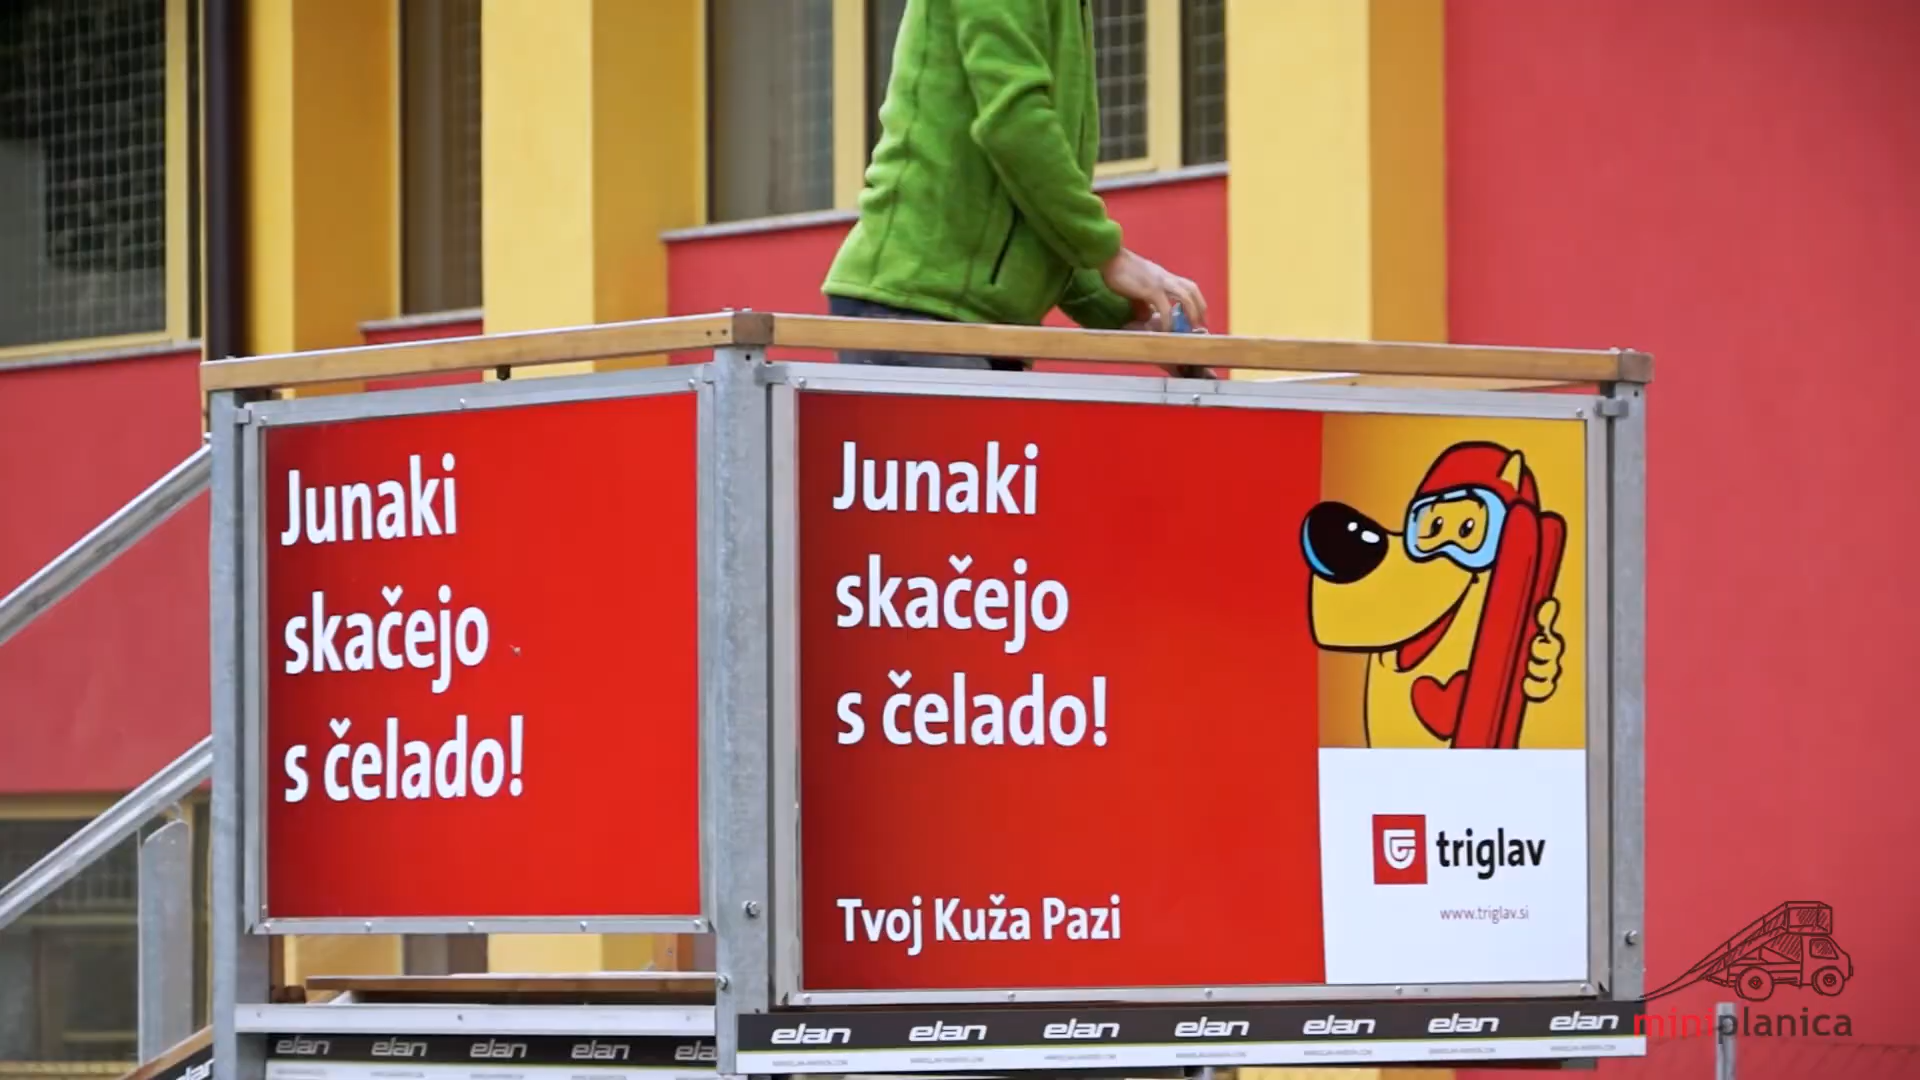 Junaki
skačejo
s čelado!
Junaki
skačejo
s čelado!
Tvoj Kuža Pazi
triglav
www.triglav.si
elan elan elan elan elan
elan elan elan elan elan elan elan
elan
miniplanica